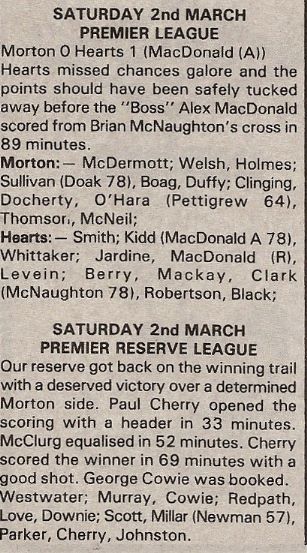 SATURDAY 2nd MARCH
PREMIER LEAGUE
Morton 0 Hearts 1 (MacDonald (A))
Hearts missed chances galore and the
points should have been safely tucked
away before the "Boss" Alex MacDonald
scored from Brian McNaughton's cross in
89 minutes.
Morton:— McDermott; Welsh, Holmes;
Sullivan (Doak 78), Boag, Duffy; Clinging,
Docherty, O'Hara (Pettigrew 64),
Thomson, McNeil;
Hearts:— Smith; Kidd (MacDonald A 78),
Whittaker; Jardine, MacDonald (R),
Levein; Berry, Mackay, Clark
(McNaughton 78), Robertson, Black;
SATURDAY 2nd MARCH
PREMIER RESERVE LEAGUE
Our reserve got back on the winning trail
with a deserved victory over a determined
Morton side. Paul Cherry opened the
scoring with a header in 33 minutes.
McClurg equalised in 52 minutes. Cherry
scored the winner in 69 minutes with a
good shot. George Cowie was booked.
Westwater; Murray, Cowie; Redpath,
Love, Downie; Scott, Millar (Newman 57),
Parker, Cherry, Johnston.